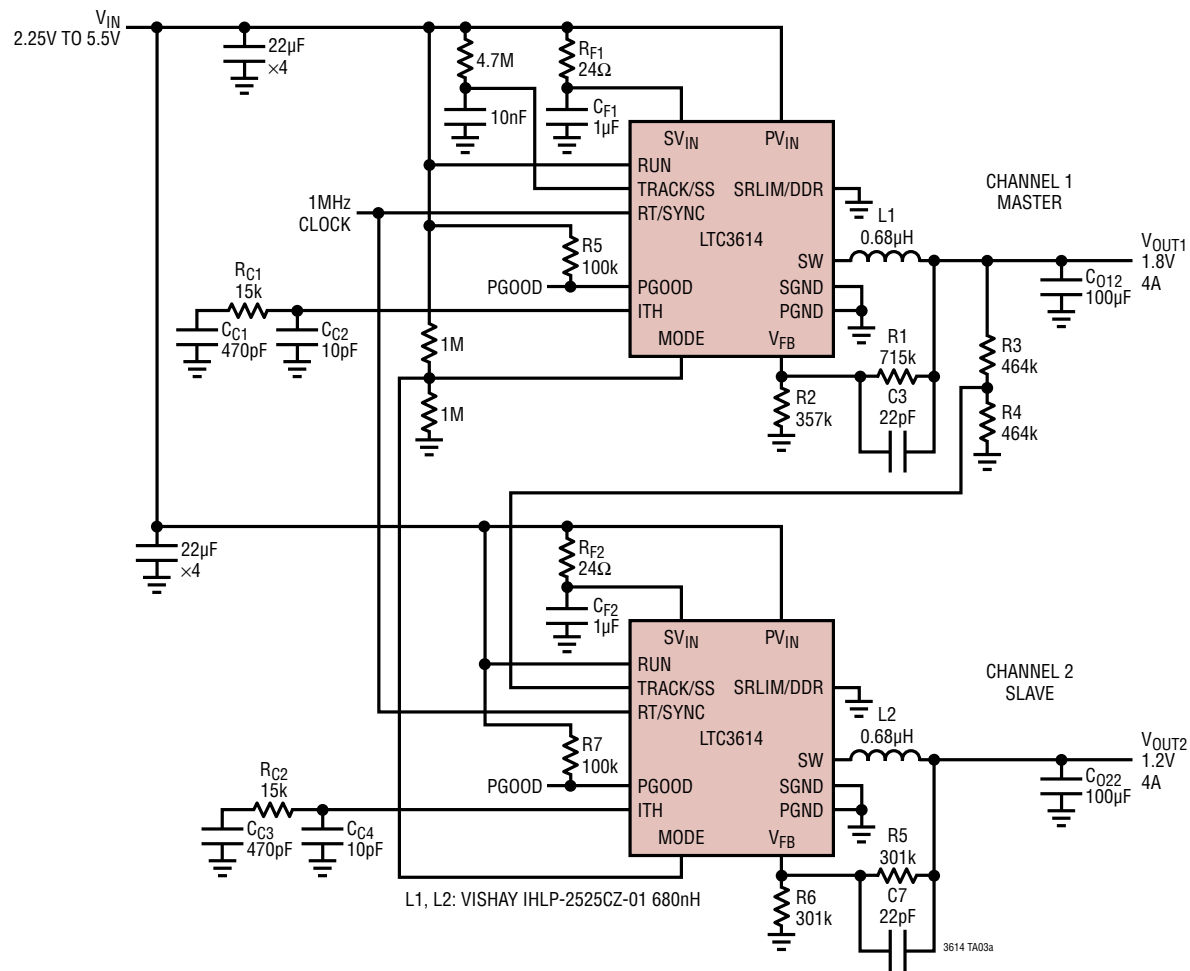 VIN
2.25V TO 5.5V
22µF
×4
4.7M
RF1
24Ω
10nF
CF1
1µF
SVIN
PVIN
RUN
TRACK/SS
SRLIM/DDR
RT/SYNC
LTC3614
SW
PGOOD
SGND
ITH
PGND
MODE
VFB
1MHz
CLOCK
R5
100k
PGOOD
RC1
15k
CC1
470pF
CC2
10pF
1M
1M
CHANNEL 1
MASTER
L1
0.68µH
VOUT1
1.8V
4A
CO12
100µF
R1
715k
C3
22pF
R2
357k
R3
464k
R4
464k
22µF
×4
RF2
24Ω
CF2
1µF
SVIN
PVIN
RUN
TRACK/SS
SRLIM/DDR
RT/SYNC
LTC3614
SW
PGOOD
SGND
ITH
PGND
MODE
VFB
R7
100k
PGOOD
RC2
15k
CC3
470pF
CC4
10pF
CHANNEL 2
SLAVE
L2
0.68µH
VOUT2
1.2V
4A
CO22
100µF
R5
301k
C7
22pF
R6
301k
L1, L2: VISHAY IHLP-2525CZ-01 680nH
3614 TA03a